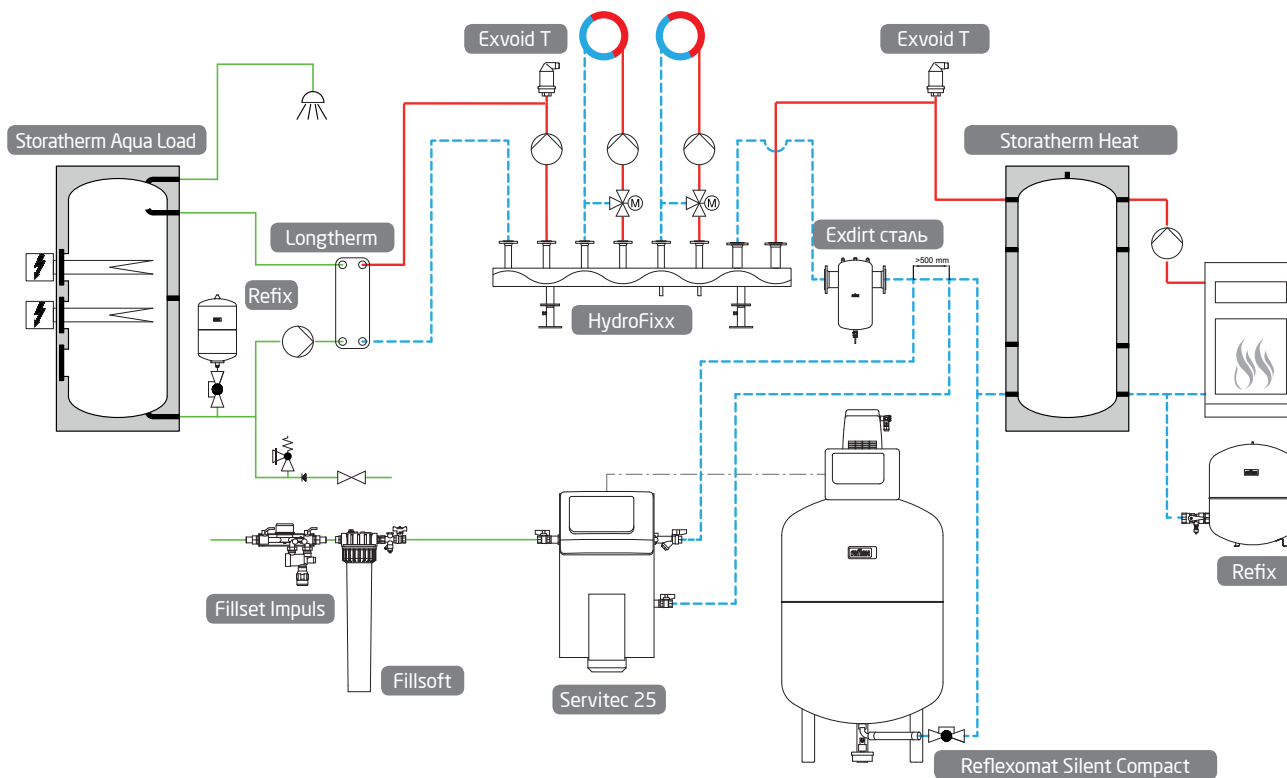 Exvoid T
Exvoid T
Storatherm Aqua Load
Storatherm Heat
M
M
Longtherm
Exdirt сталь
>500 mm
Refix
HydroFixx
Refix
Fillset Impuls
Fillsoft
Servitec 25
Reflexomat Silent Compact